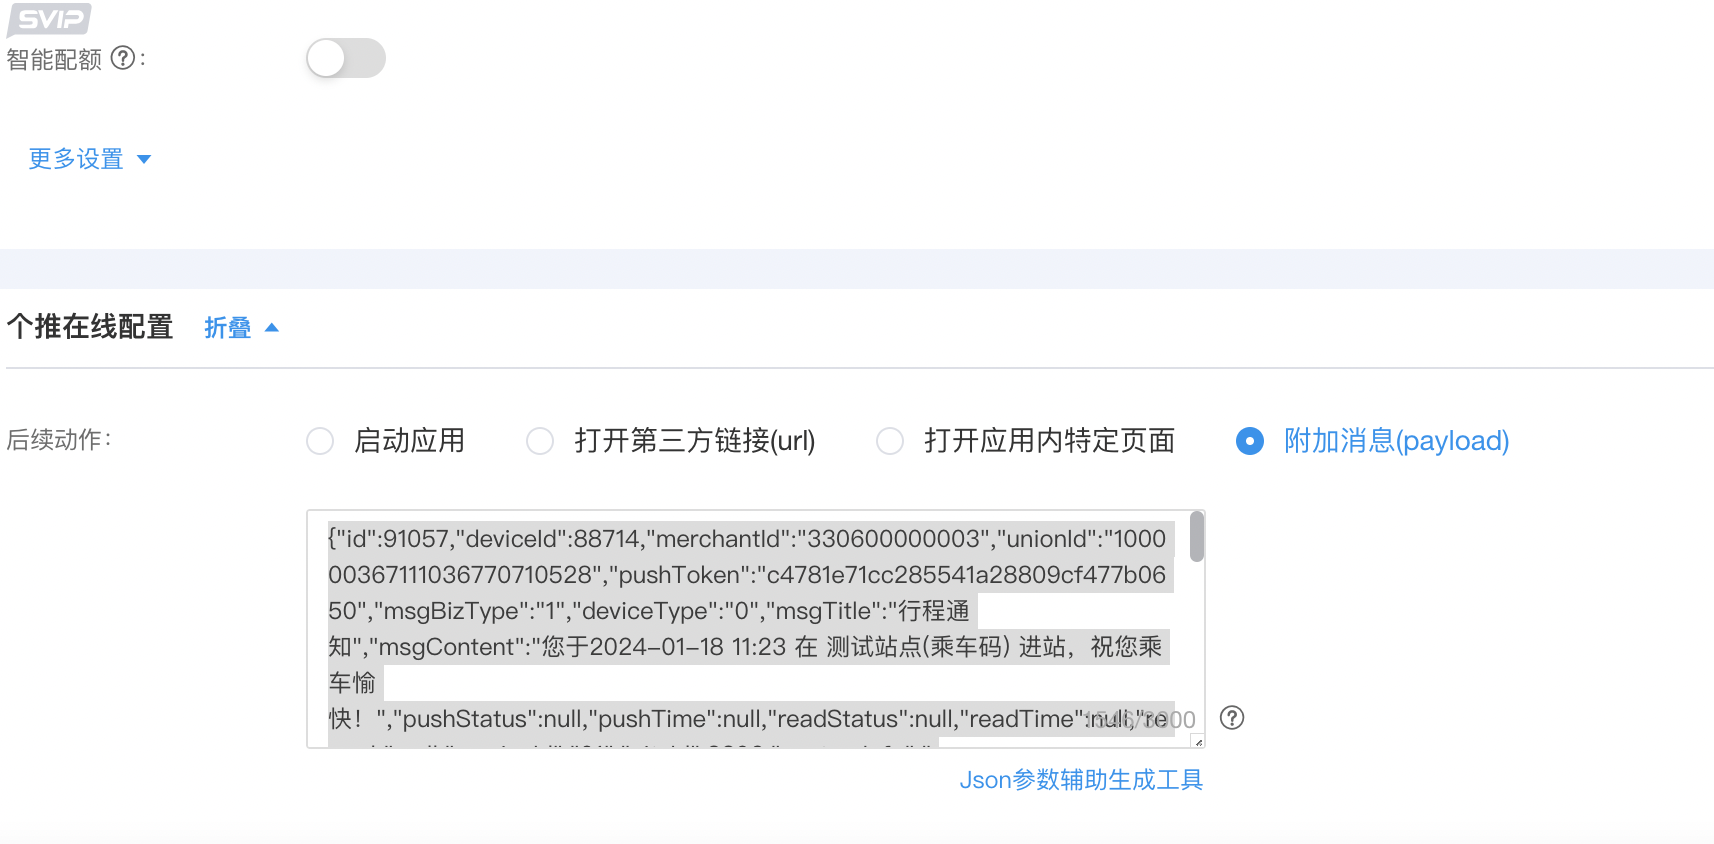 SVIP
智能配额 ? :
更多设置
个推在线配置 折叠
后续动作: 启动应用 打开第三方链接(url) 打开应用内特定页面 附加消息(payload)
{"id":91057,"deviceId":88714,"merchantId":"330600000003","unionId":"1000
00367111036770710528","pushToken":"c4781e71cc285541a28809cf477b06
50","msgBizType":"1","deviceType":"0","msgTitle":"行程通
知","msgContent":"您于2024-01-18 11:23 在 测试站点(乘车码) 进站，祝您乘
车愉
快！","pushStatus":null,"pushTime":null,"readStatus":null,"readTime":null,"re
1546/3000 ?
Json参数辅助生成工具